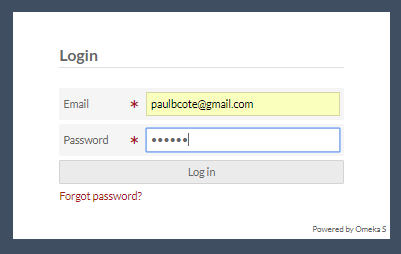 Login
Email * paulbcote@gmail.com
Password * ••••••
Log in
Forgot password?
Powered by Omeka S